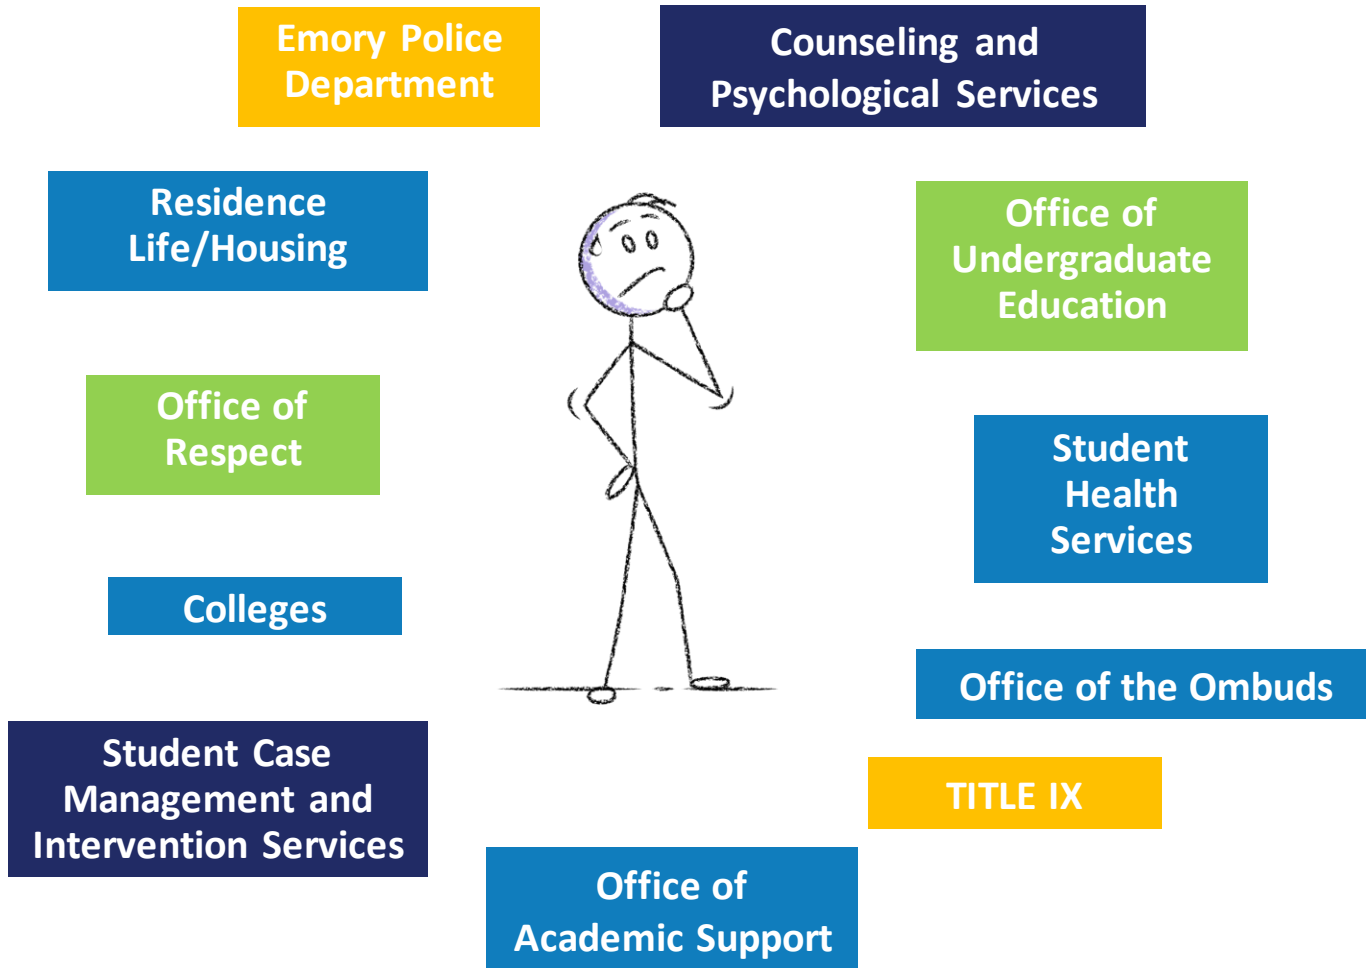 Emory Police
Department
Counseling and
Psychological Services
Residence
Life/Housing
Office of
Undergraduate
Education
Office of
Respect
Student
Health
Services
Colleges
Office of the Ombuds
Student Case
Management and
Intervention Services
TITLE IX
Office of
Academic Support